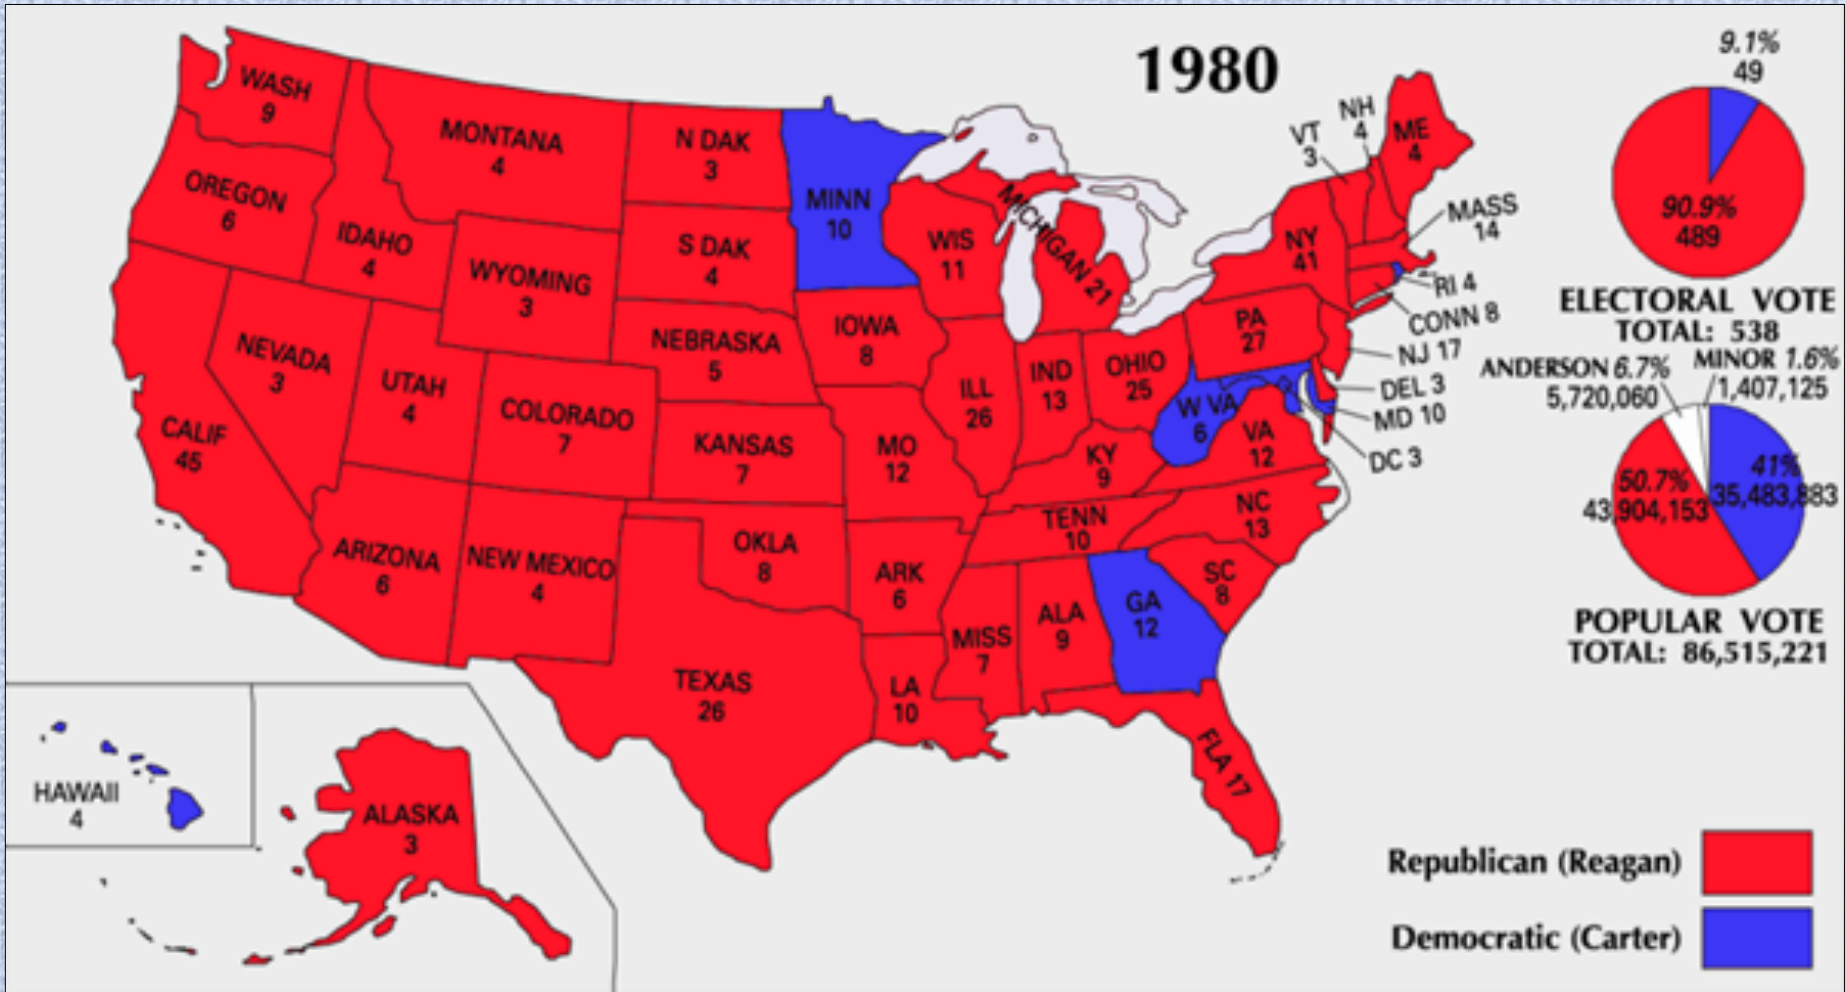 1980
WASH
9
OREGON
6
CALIF
45
NEVADA
3
IDAHO
4
MONTANA
4
WYOMING
3
UTAH
4
COLORADO
7
ARIZONA
6
NEW MEXICO
4
N DAK
3
S DAK
4
NEBRASKA
5
KANSAS
7
OKLA
8
TEXAS
26
MINN
10
IOWA
8
MO
12
ARK
6
LA
10
WIS
11
ILL
26
MICHIGAN 21
IND
13
OHIO
25
KY
9
TENN
10
MISS
7
ALA
9
GA
12
FLA 17
SC
8
NC
13
VA
12
W VA
6
PA
27
NY
41
VT
3
NH
4
ME
4
MASS
14
RI 4
CONN 8
NJ 17
DEL 3
MD 10
DC 3
HAWAII
4
ALASKA
3
9.1%
49
90.9%
489
ELECTORAL VOTE
TOTAL: 538
ANDERSON 6.7%
5,720,060
MINOR 1.6%
1,407,125
50.7%
43,904,153
41%
35,483,883
POPULAR VOTE
TOTAL: 86,515,221
Republican (Reagan)
Democratic (Carter)